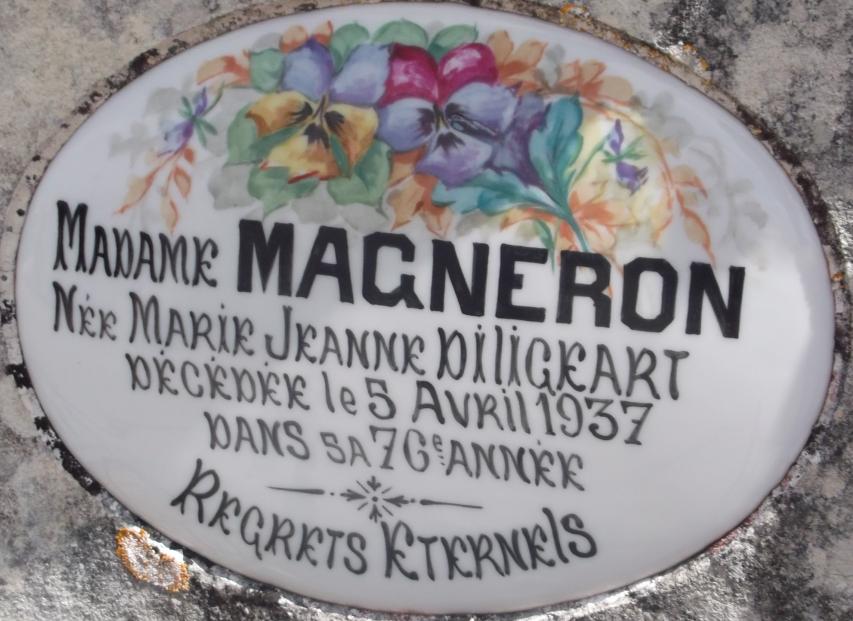 MADAME MAGNERON
NÉE MARIE JEANNE DILIGEART
DÉCÉDÉE le 5 AVRIL 1937
DANS SA 76e ANNÉE
REGRETS ETERNELS